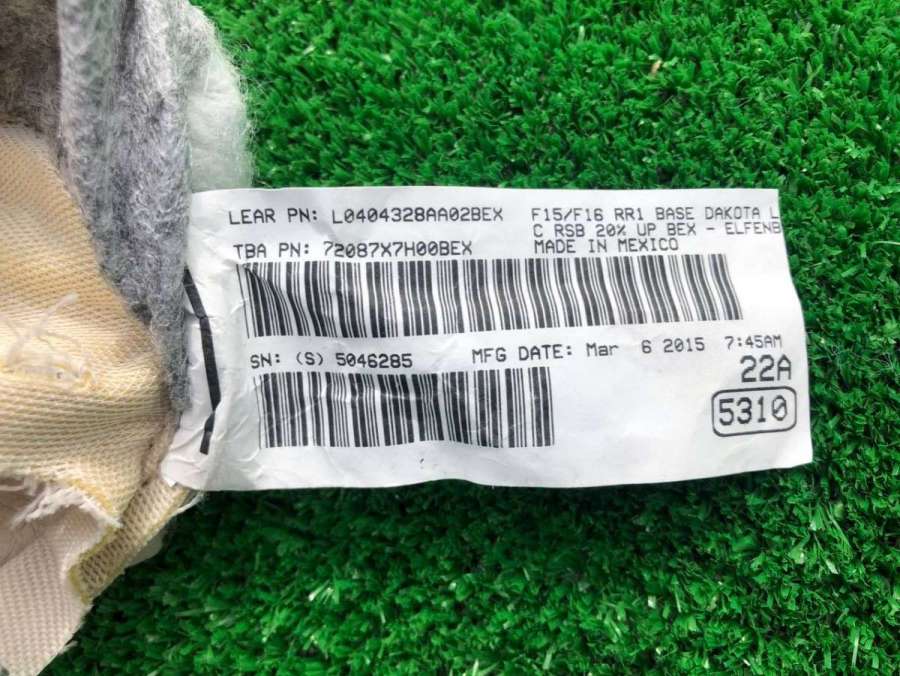 LEAR PN: L0404328AA02BEX F15/F16 RR1 BASE DAKOTA L
C RSB 20% UP BEX - ELFENB
TBA PN: 72087X7H00BEX MADE IN MEXICO
SN: (S) 5046285 MFG DATE: Mar 6 2015 7:45AM
22A
5310